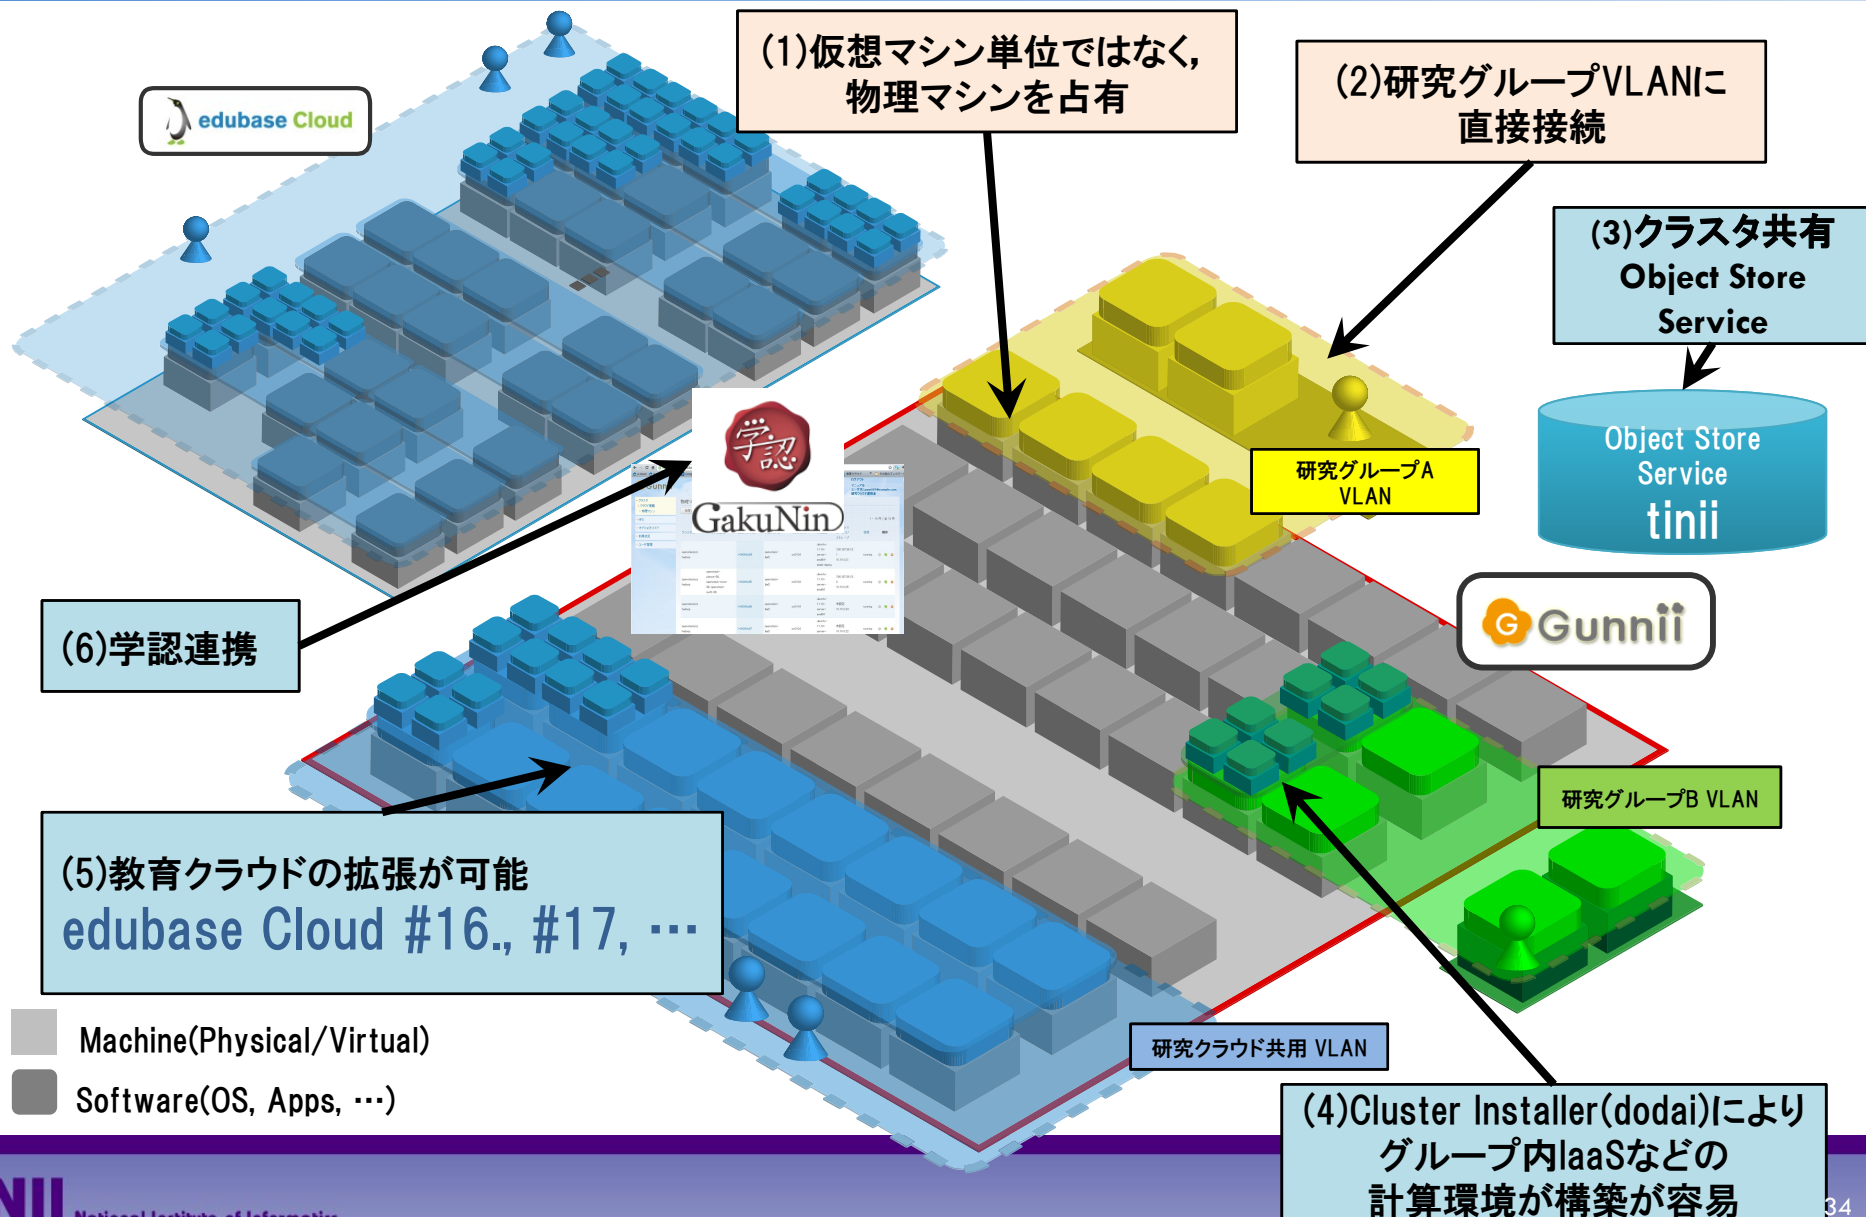 (1)仮想マシン単位ではなく,
物理マシンを占有
(2)研究グループVLANに
直接接続
edubase Cloud
(3)クラスタ共有
Object Store
Service
Object Store
Service
tinii
研究グループA
VLAN
学認
GakuNin
Gunnii
(6)学認連携
研究グループB VLAN
(5)教育クラウドの拡張が可能
edubase Cloud #16., #17, …
Machine(Physical/Virtual)
Software(OS, Apps, …)
研究クラウド共用 VLAN
(4)Cluster Installer(dodai)により
グループ内IaaSなどの
計算環境が構築が容易
NII
National Institute of Informatics
34